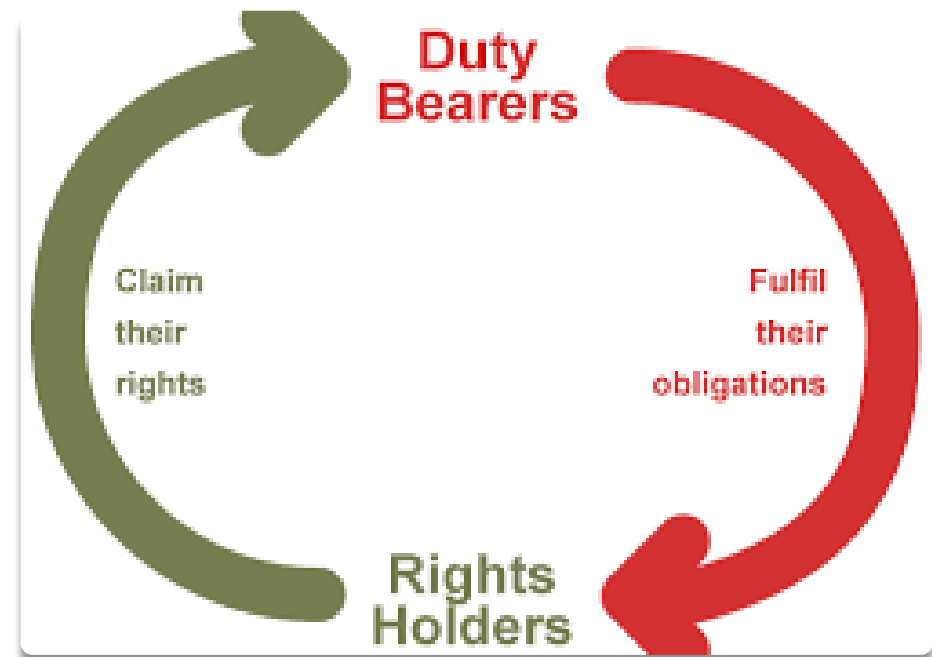 Duty
Bearers
Claim
their
rights
Fulfil
their
obligations
Rights
Holders